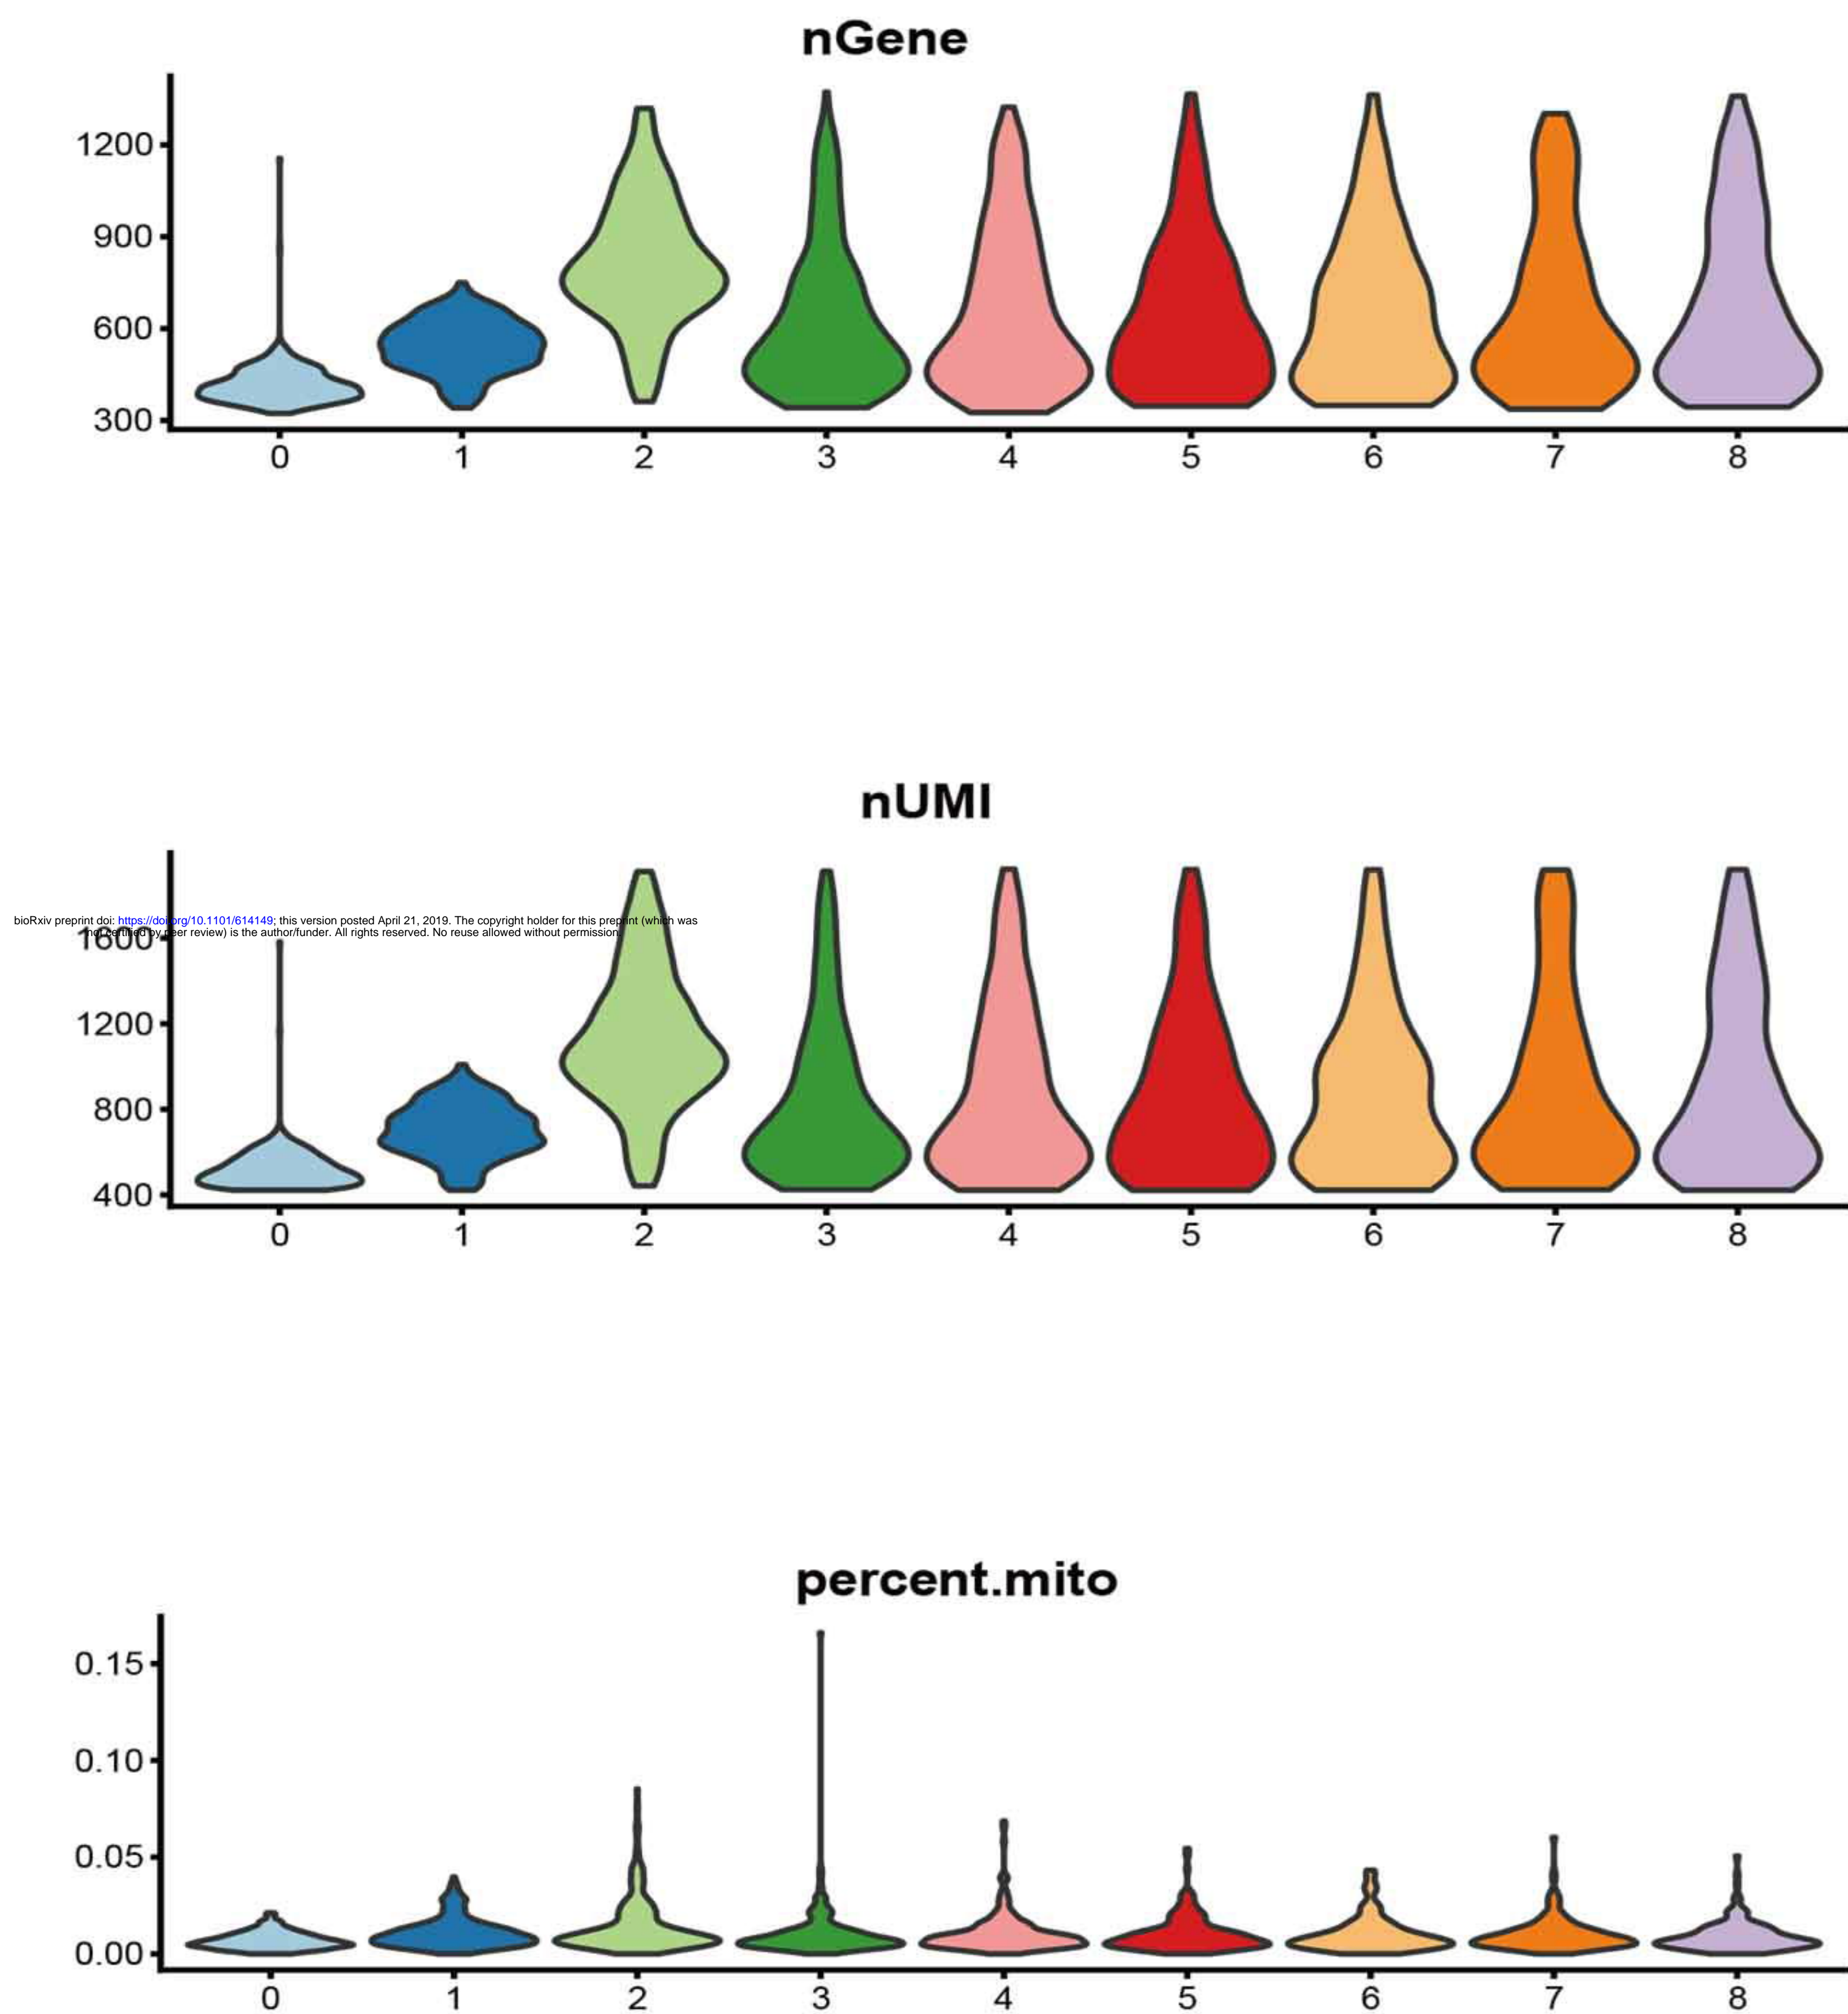 nGene
1200
900
600
300
0 1 2 3 4 5 6 7 8
nUMI
bioRxiv preprint doi: https://doi.org/10.1101/614149; this version posted April 21, 2019. The copyright holder for this preprint (which was
not certified by peer review) is the author/funder. All rights reserved. No reuse allowed without permission.
1600
1200
800
400
0 1 2 3 4 5 6 7 8
percent.mito
0.15
0.10
0.05
0.00
0 1 2 3 4 5 6 7 8